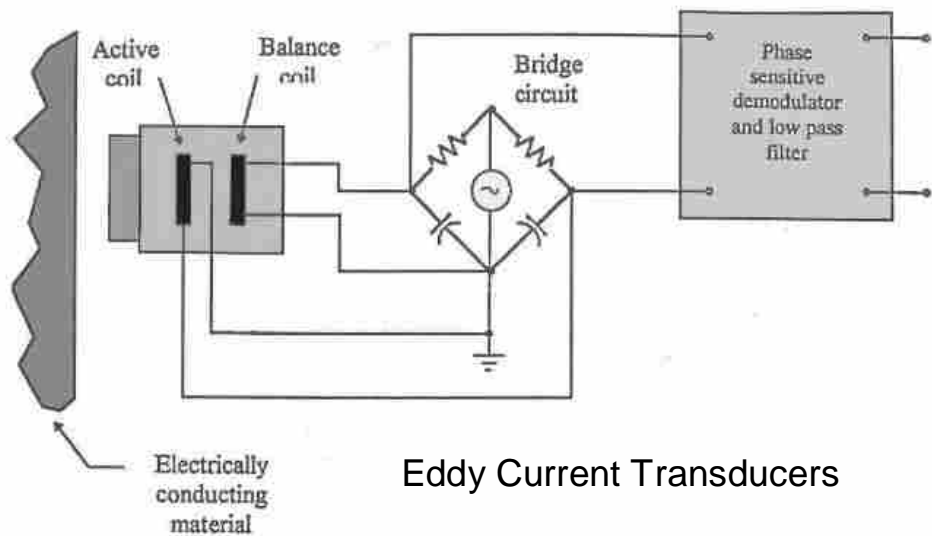 Active
coil
Balance
coil
Bridge
circuit
Phase
sensitive
demodulator
and low pass
filter
~
Electrically
conducting
material
Eddy Current Transducers